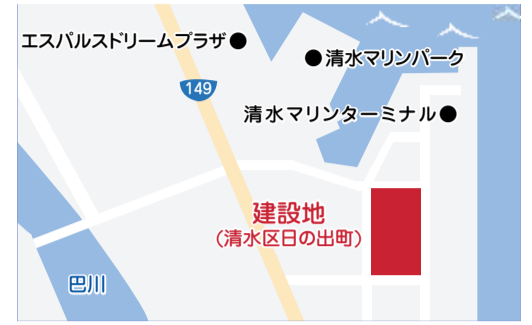 エスパルスドリームプラザ●
●清水マリンパーク
149
清水マリンターミナル●
建設地
(清水区日の出町)
巴川